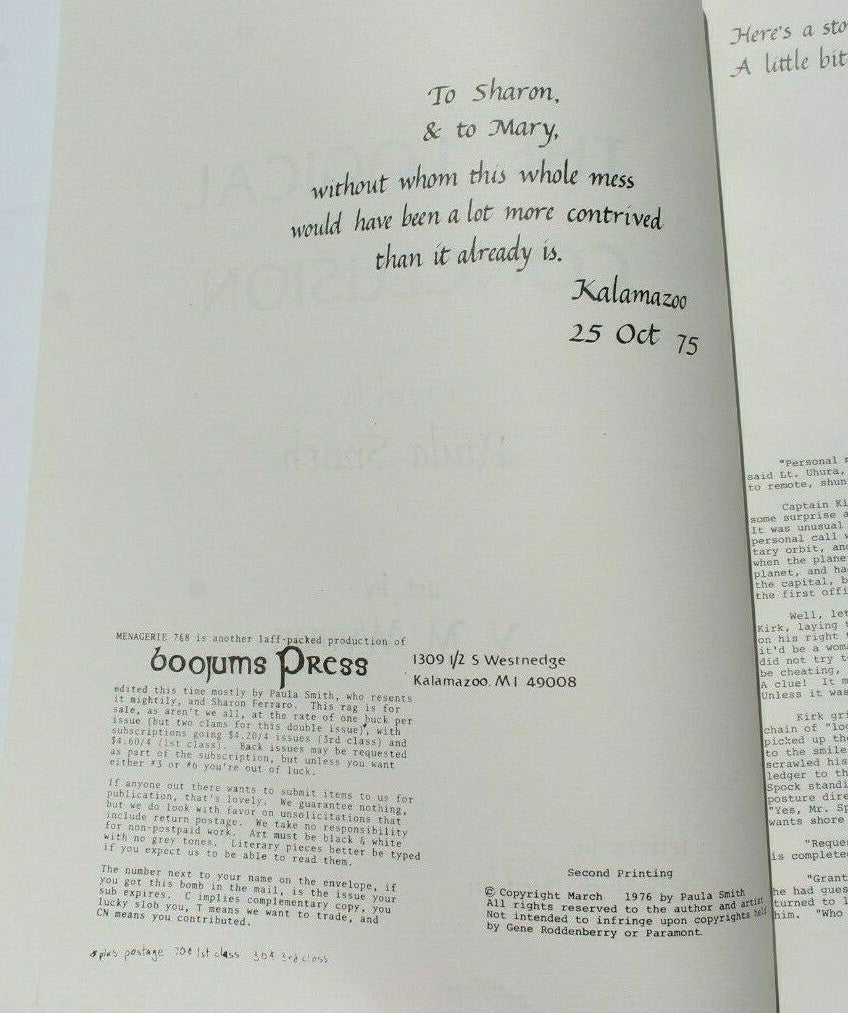 To Sharon,
& to Mary,
without whom this whole mess
would have been a lot more contrived
than it already is.
Kalamazoo
25 Oct 75
MENAGERIE 7&8 is another laff-packed production of
boojums Press
1309 1/2 S Westnedge
Kalamazoo. MI 49008
edited this time mostly by Paula Smith, who resents
it mightily, and Sharon Ferraro. This rag is for
sale, as aren't we all, at the rate of one buck per
issue (but two clams for this double issue)*, with
subscriptions going $4.20/4 issues (3rd class) and
$4.60/4 (1st class). Back issues may be requested
as part of the subscription, but unless you want
either #3 or #6 you're out of luck.
If anyone out there wants to submit items to us for
publication, that's lovely. We guarantee nothing,
but we do look with favor on unsolicitations that
include return postage. We take no responsibility
for non-postpaid work. Art must be black & white
with no grey tones. Literary pieces better be typed
if you expect us to be able to read them.
The number next to your name on the envelope, if
you got this bomb in the mail, is the issue your
sub expires. C implies complementary copy, you
lucky slob you, T means we want to trade, and
CN means you contributed.
*plus postage 70¢ 1st class 30¢ 3rd class
Second Printing
© Copyright March 1976 by Paula Smith
All rights reserved to the author and artist
Not intended to infringe upon copyrights held
by Gene Roddenberry or Paramont.
Here's a sto
A little bit
"Personal
said Lt. Uhura,
to remote, shun
Captain Ki
some surprise a
It was unusual
personal call
tary orbit, an
when the plane
planet, and ha
the capital, b
the first offi
Well, let
Kirk, laying
on his right
it'd be a wom
did not try t
be cheating,
A clue! It m
Unless it was
Kirk gri
chain of "loo
picked up th
to the smile
scrawled his
ledger to th
Spock standi
posture dire
"Yes, Mr. Sp
wants shore
"Reque
is complete
"Grant
he had gues
turned to l
him. "Who